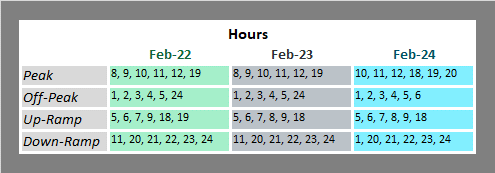 Hours
Feb-22 Feb-23 Feb-24
Peak 8, 9, 10, 11, 12, 19 8, 9, 10, 11, 12, 19 10, 11, 12, 18, 19, 20
Off-Peak 1, 2, 3, 4, 5, 24 1, 2, 3, 4, 5, 24 1, 2, 3, 4, 5, 6
Up-Ramp 5, 6, 7, 9, 18, 19 5, 6, 7, 8, 9, 18 5, 6, 7, 8, 9, 18
Down-Ramp 11, 20, 21, 22, 23, 24 11, 20, 21, 22, 23, 24 1, 20, 21, 22, 23, 24